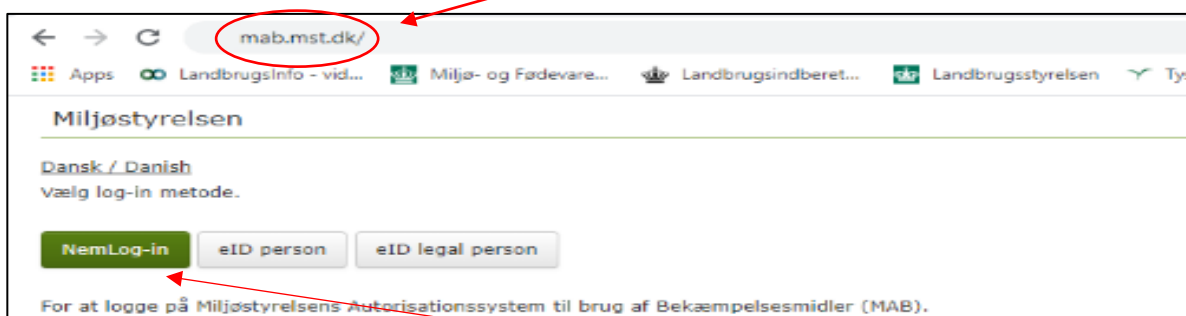 mab.mst.dk/
Apps LandbrugsInfo - vid... Miljø- og Fødevare... Landbrugsindberet... Landbrugsstyrelsen Tys
Miljøstyrelsen
Dansk / Danish
Vælg log-in metode.
NemLog-in eID person eID legal person
For at logge på Miljøstyrelsens Autorisationssystem til brug af Bekæmpelsesmidler (MAB).